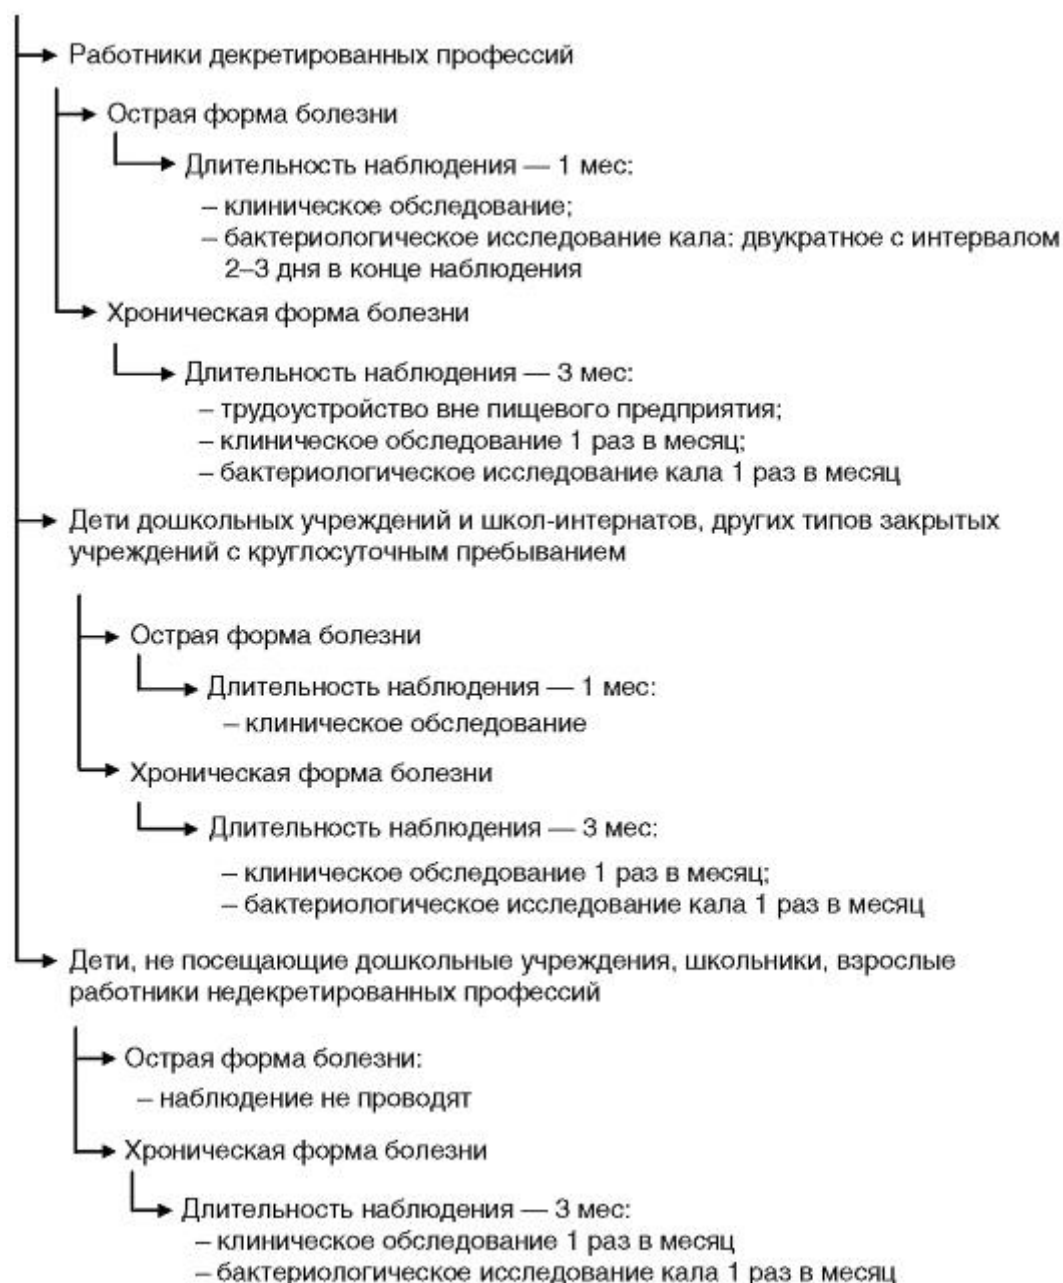 Работники декретированных профессий
Острая форма болезни
Длительность наблюдения — 1 мес:
– клиническое обследование;
– бактериологическое исследование кала: двукратное с интервалом
2–3 дня в конце наблюдения
Хроническая форма болезни
Длительность наблюдения — 3 мес:
– трудоустройство вне пищевого предприятия;
– клиническое обследование 1 раз в месяц;
– бактериологическое исследование кала 1 раз в месяц
Дети дошкольных учреждений и школ-интернатов, других типов закрытых
учреждений с круглосуточным пребыванием
Острая форма болезни
Длительность наблюдения — 1 мес:
– клиническое обследование
Хроническая форма болезни
Длительность наблюдения — 3 мес:
– клиническое обследование 1 раз в месяц;
– бактериологическое исследование кала 1 раз в месяц
Дети, не посещающие дошкольные учреждения, школьники, взрослые
работники недекретированных профессий
Острая форма болезни:
– наблюдение не проводят
Хроническая форма болезни
Длительность наблюдения — 3 мес:
– клиническое обследование 1 раз в месяц
– бактериологическое исследование кала 1 раз в месяц